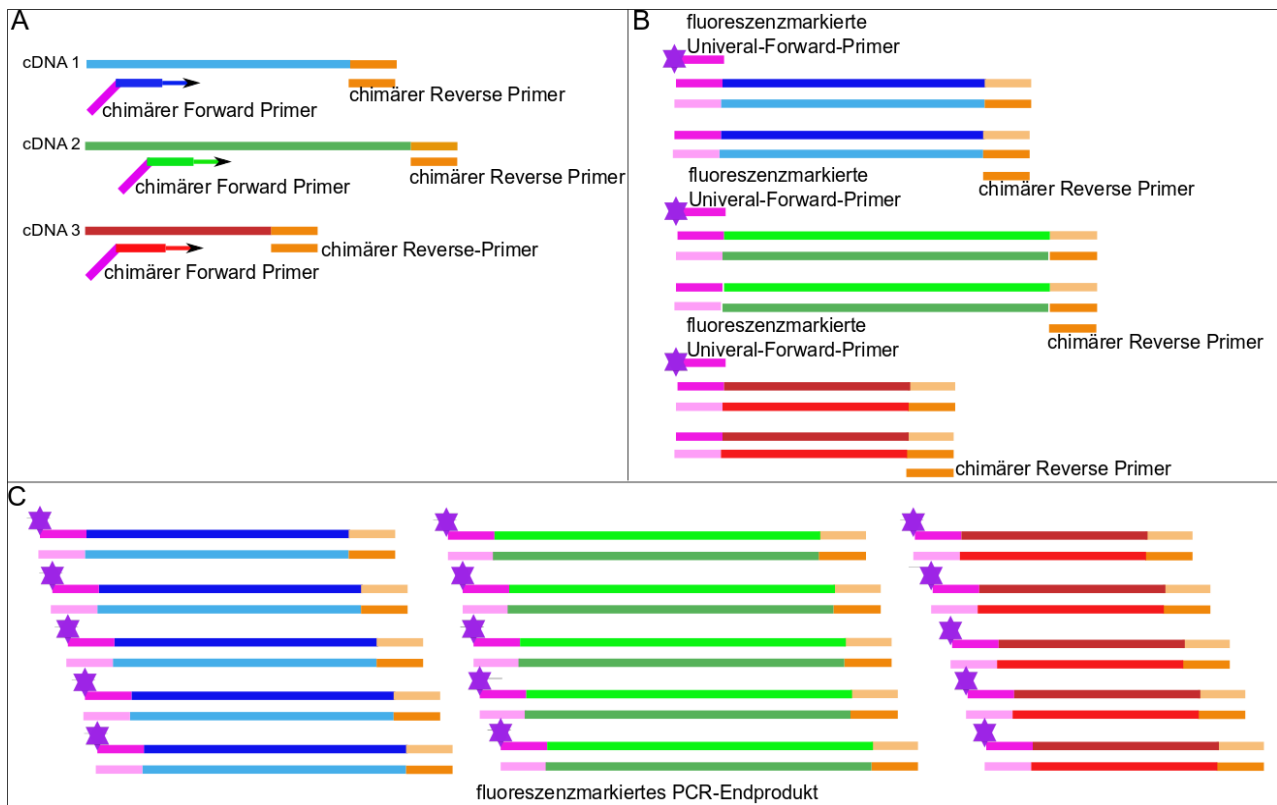 A
cDNA 1
chimärer Forward Primer
chimärer Reverse Primer
cDNA 2
chimärer Forward Primer
chimärer Reverse Primer
cDNA 3
chimärer Forward Primer
chimärer Reverse-Primer
B
fluoreszenzmarkierte
Univeral-Forward-Primer
chimärer Reverse Primer
fluoreszenzmarkierte
Univeral-Forward-Primer
chimärer Reverse Primer
fluoreszenzmarkierte
Univeral-Forward-Primer
chimärer Reverse Primer
C
fluoreszenzmarkiertes PCR-Endprodukt